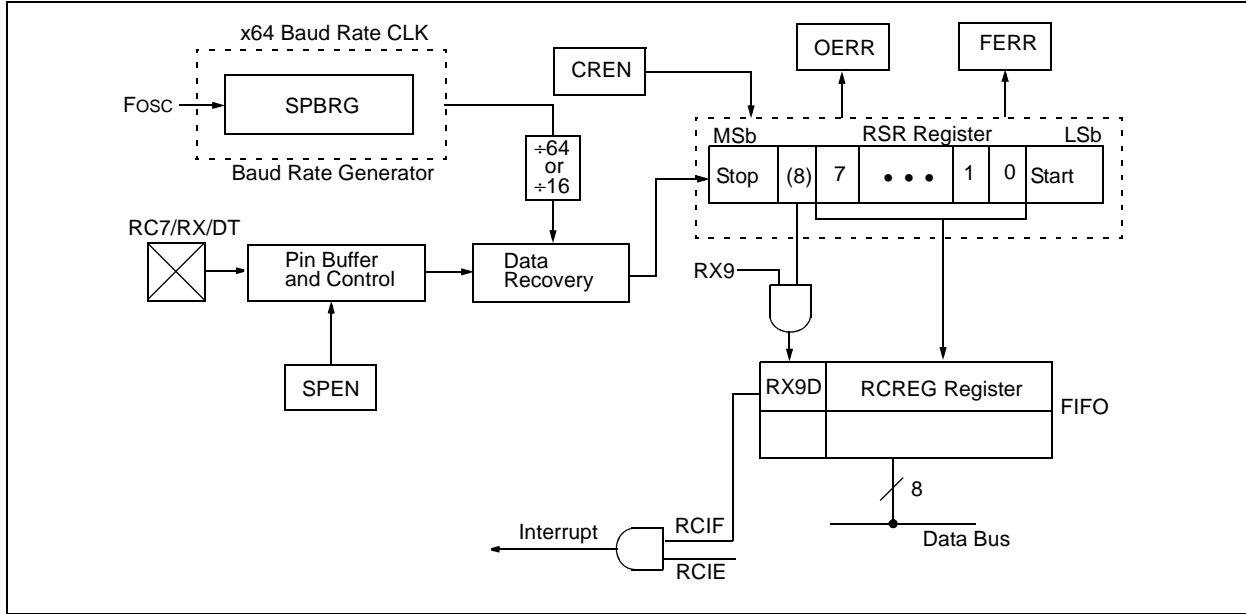 x64 Baud Rate CLK
FOSC
SPBRG
Baud Rate Generator
CREN
OERR
FERR
÷64
or
÷16
MSb
RSR Register
LSb
Stop
(8)
7
• • •
1
0
Start
RC7/RX/DT
Pin Buffer
and Control
Data
Recovery
SPEN
RX9
RX9D
RCREG Register
FIFO
8
Data Bus
Interrupt
RCIF
RCIE